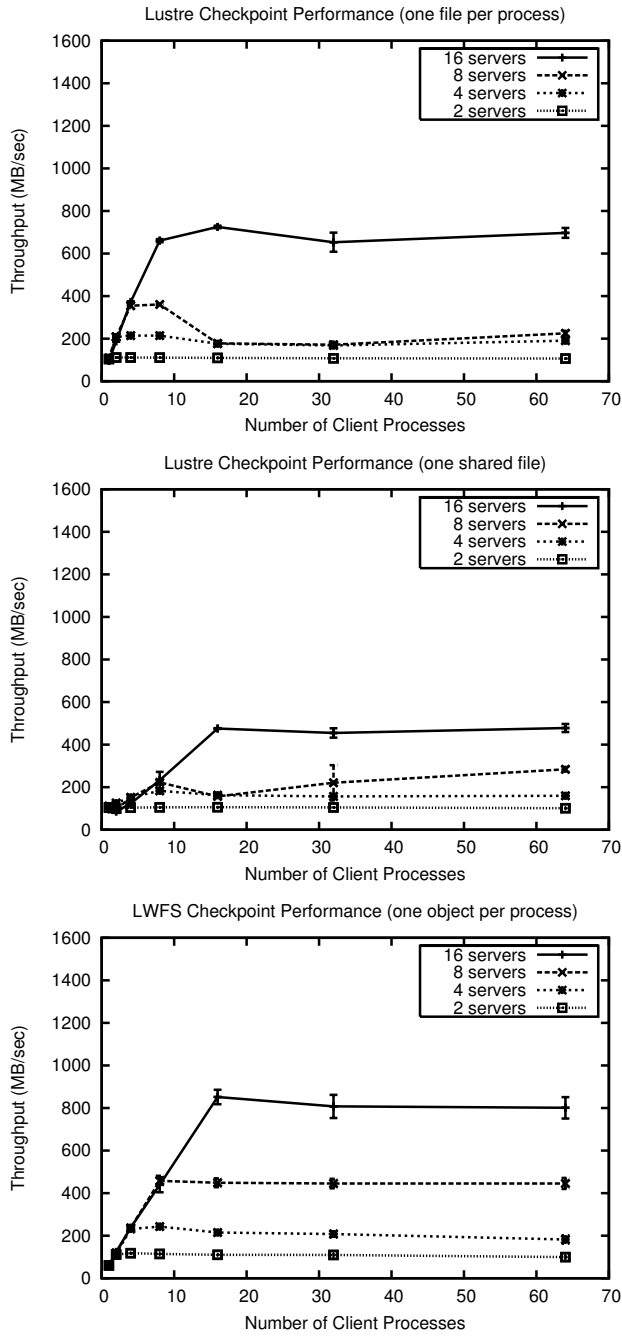 Lustre Checkpoint Performance (one file per process)
1600
1400
1200
1000
800
600
400
200
0
Throughput (MB/sec)
16 servers
8 servers
4 servers
2 servers
0 10 20 30 40 50 60 70
Number of Client Processes
Lustre Checkpoint Performance (one shared file)
1600
1400
1200
1000
800
600
400
200
0
Throughput (MB/sec)
16 servers
8 servers
4 servers
2 servers
0 10 20 30 40 50 60 70
Number of Client Processes
LWFS Checkpoint Performance (one object per process)
1600
1400
1200
1000
800
600
400
200
0
Throughput (MB/sec)
16 servers
8 servers
4 servers
2 servers
0 10 20 30 40 50 60 70
Number of Client Processes